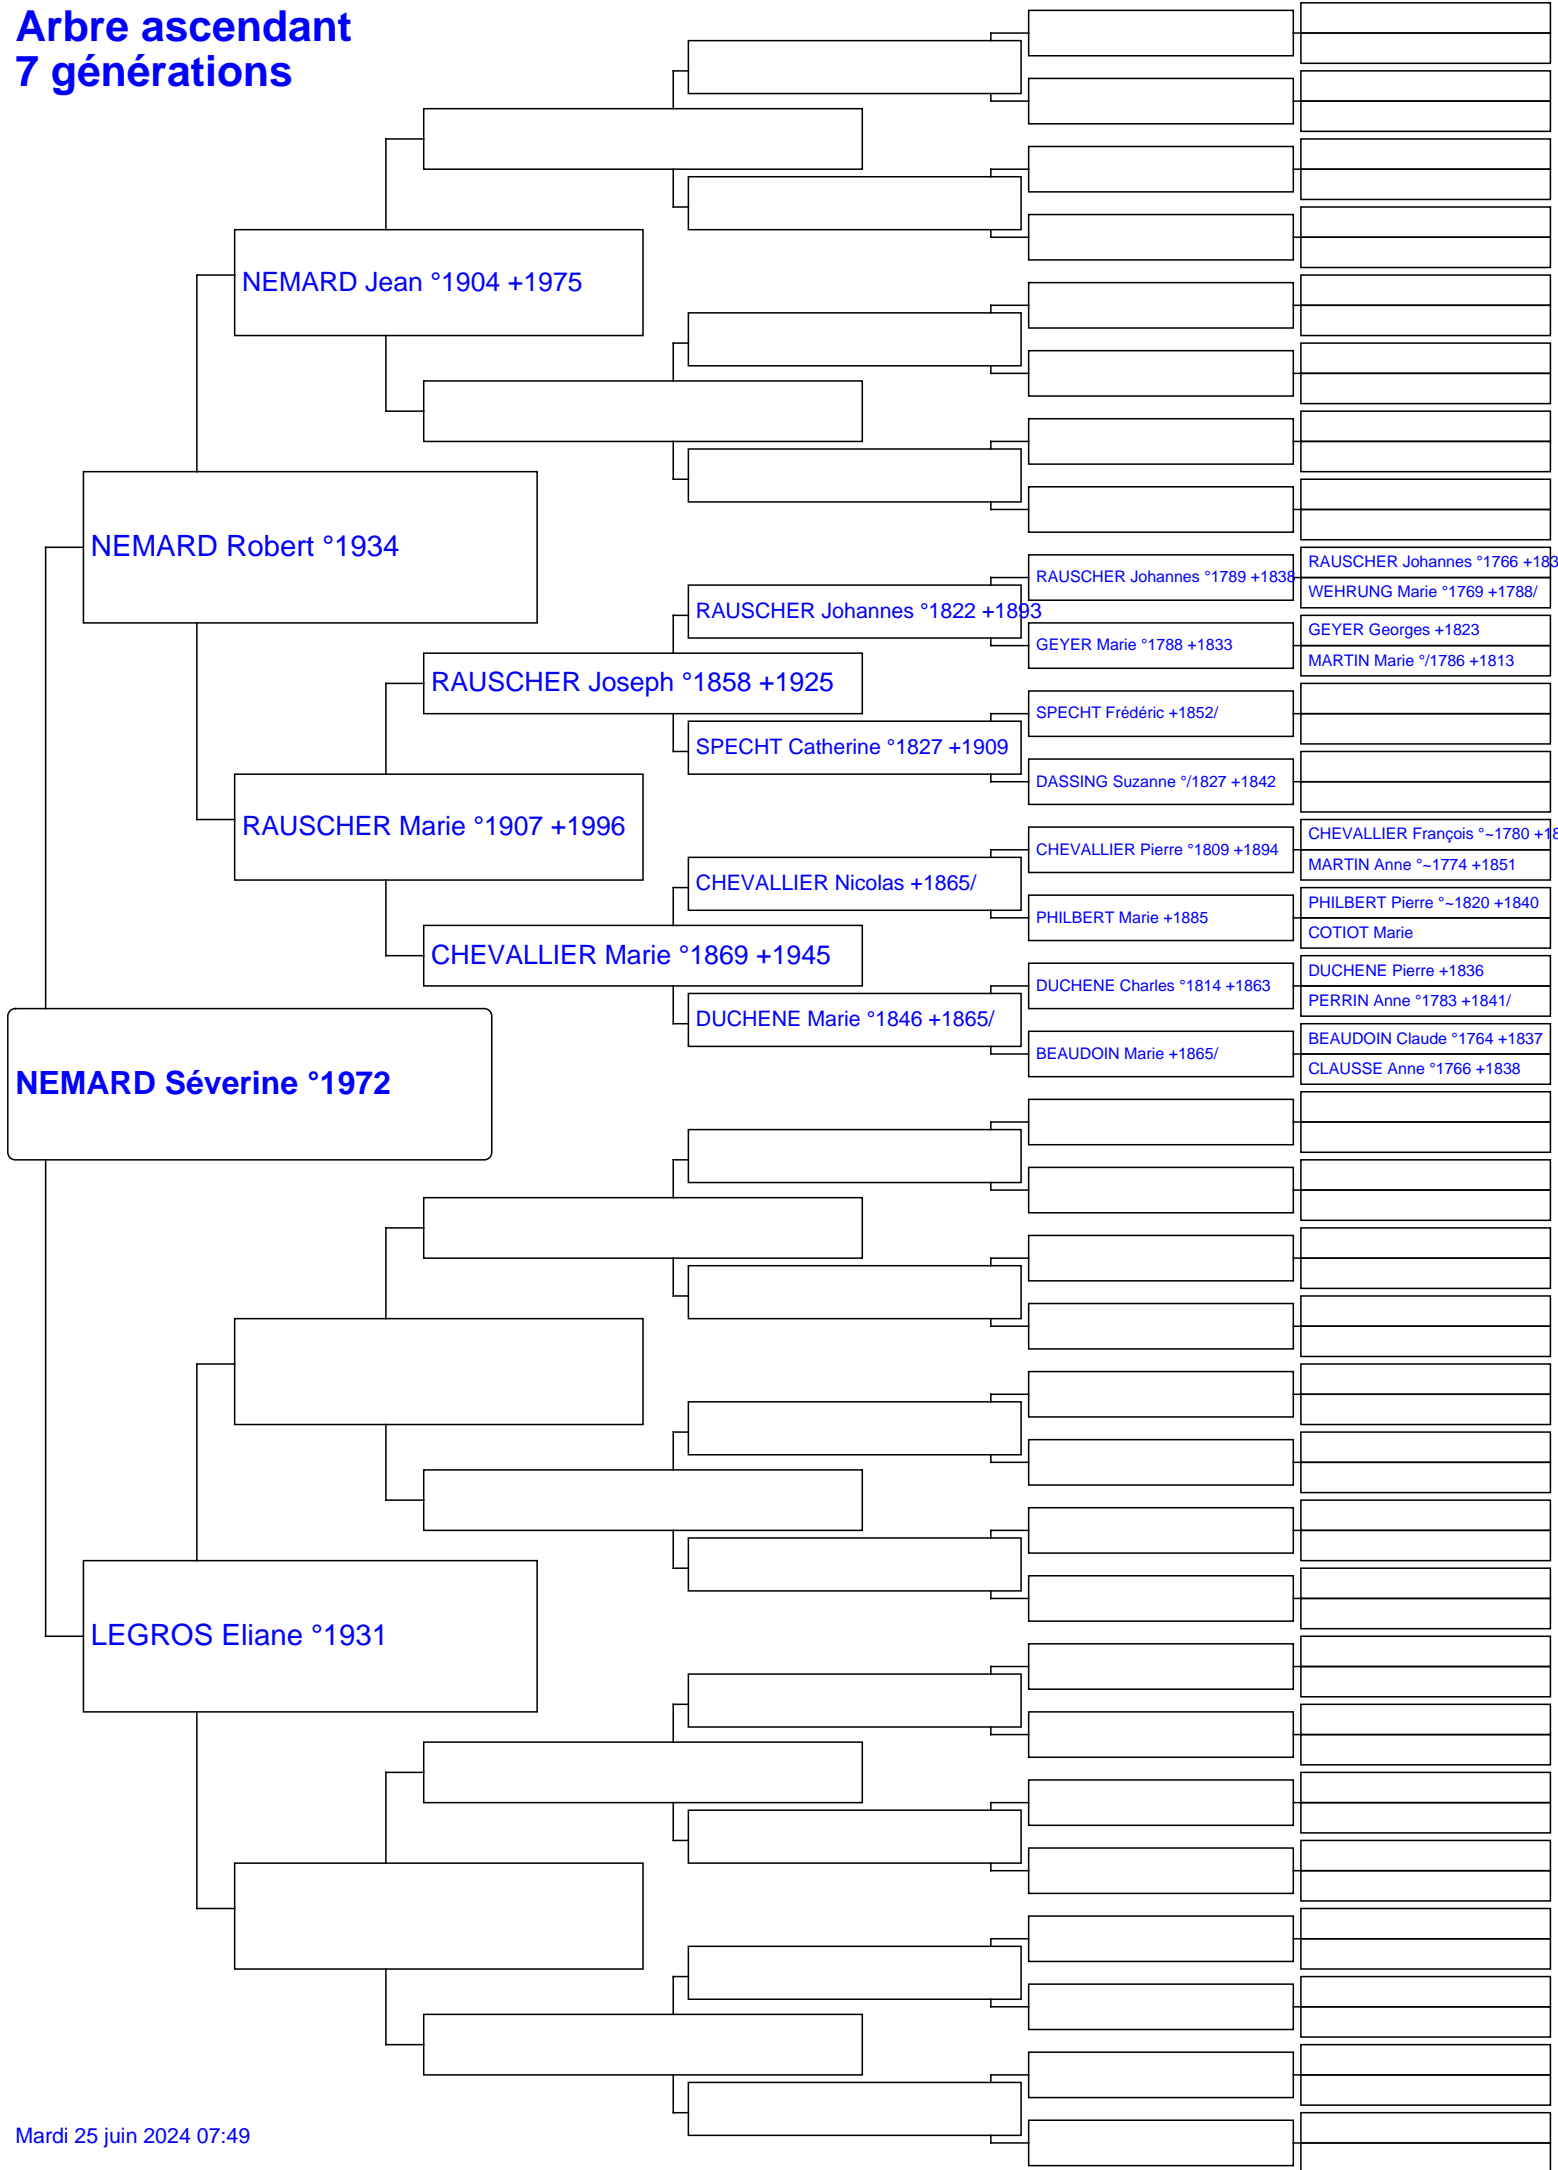 Arbre ascendant
7 générations
NEMARD Jean °1904 +1975
NEMARD Robert °1934
RAUSCHER Johannes °1766 +183
RAUSCHER Johannes °1789 +1838
WEHRUNG Marie °1769 +1788/
RAUSCHER Johannes °1822 +1893
GEYER Georges +1823
GEYER Marie °1788 +1833
MARTIN Marie °/1786 +1813
RAUSCHER Joseph °1858 +1925
SPECHT Frédéric +1852/
SPECHT Catherine °1827 +1909
DASSING Suzanne °/1827 +1842
RAUSCHER Marie °1907 +1996
CHEVALLIER François °~1780 +18
CHEVALLIER Pierre °1809 +1894
MARTIN Anne °~1774 +1851
CHEVALLIER Nicolas +1865/
PHILBERT Pierre °~1820 +1840
PHILBERT Marie +1885
COTIOT Marie
CHEVALLIER Marie °1869 +1945
DUCHENE Pierre +1836
DUCHENE Charles °1814 +1863
PERRIN Anne °1783 +1841/
DUCHENE Marie °1846 +1865/
BEAUDOIN Claude °1764 +1837
BEAUDOIN Marie +1865/
CLAUSSE Anne °1766 +1838
NEMARD Séverine °1972
LEGROS Eliane °1931
Mardi 25 juin 2024 07:49